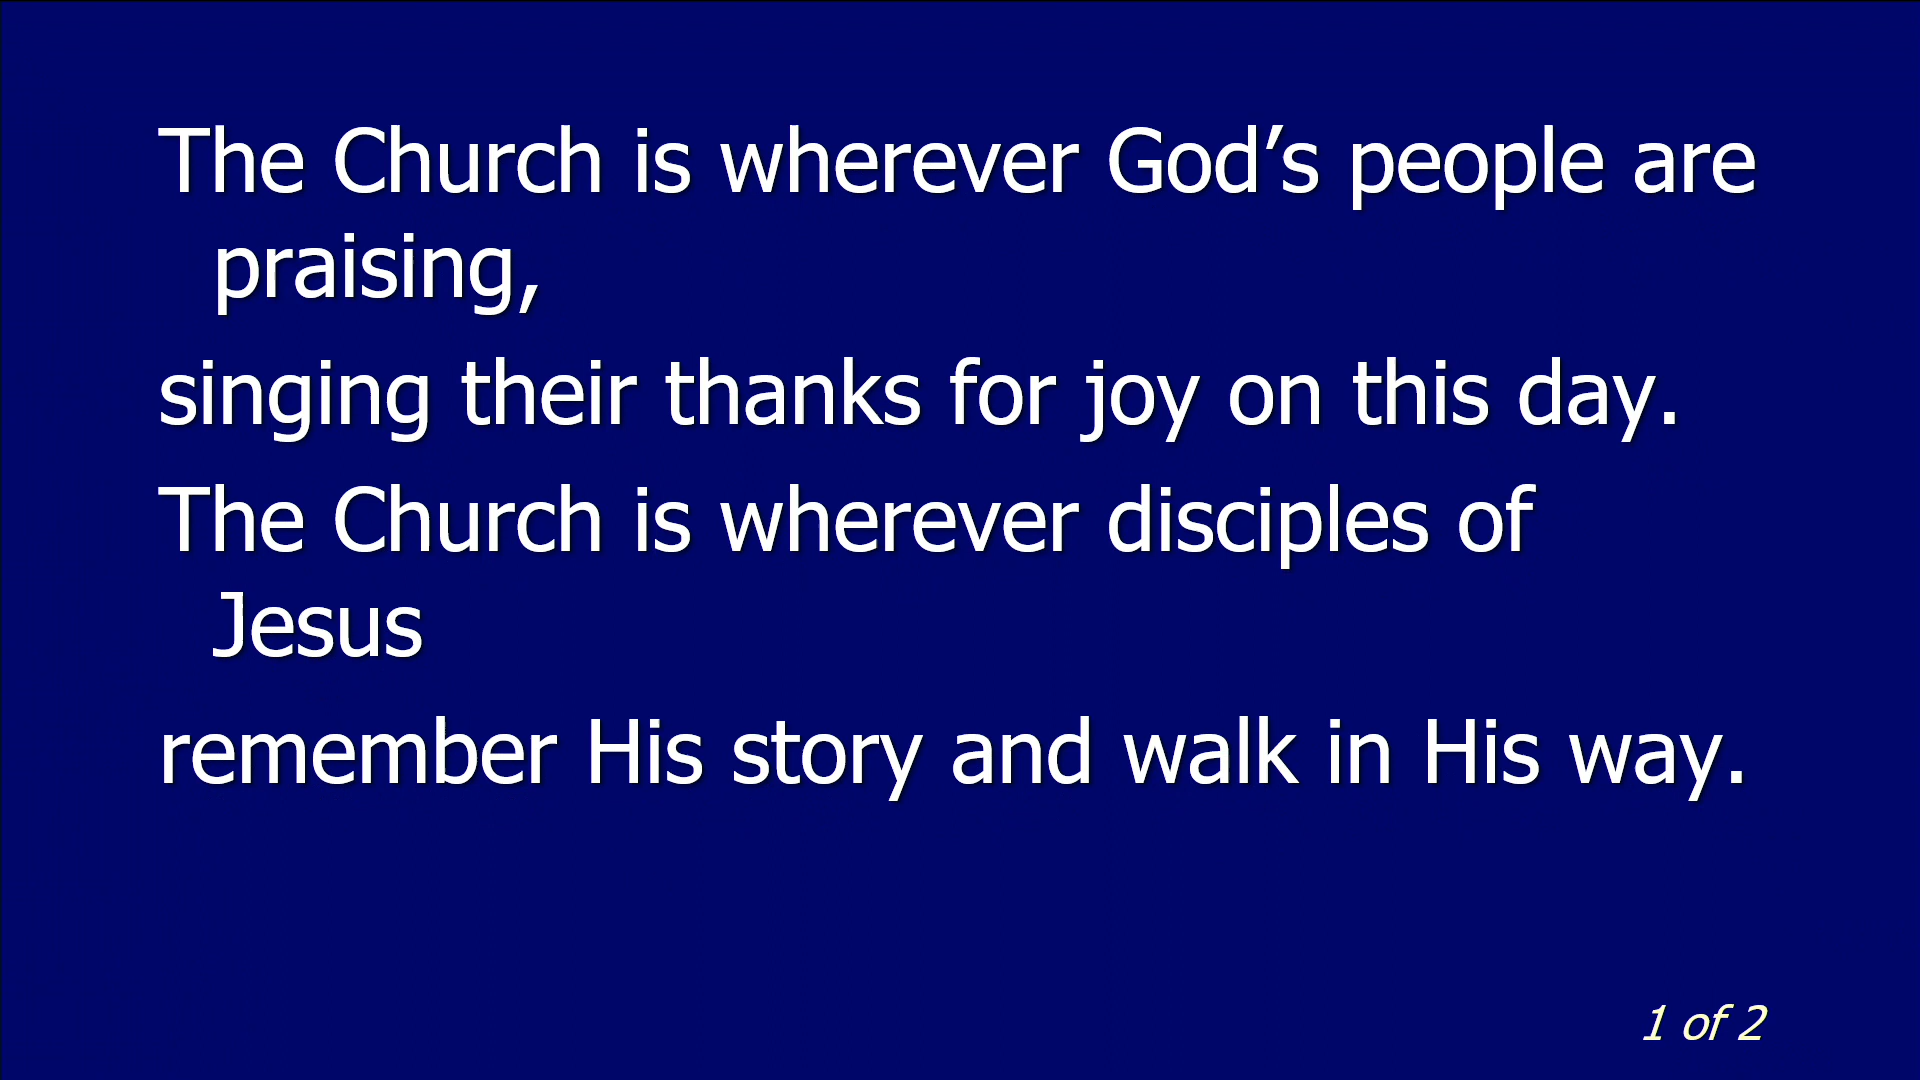 The Church is wherever God’s people are
praising,
singing their thanks for joy on this day.
The Church is wherever disciples of
Jesus
remember His story and walk in His way.
1 of 2